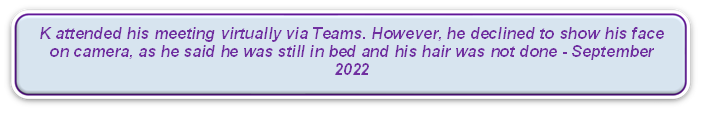 K attended his meeting virtually via Teams. However, he declined to show his face
on camera, as he said he was still in bed and his hair was not done - September
2022